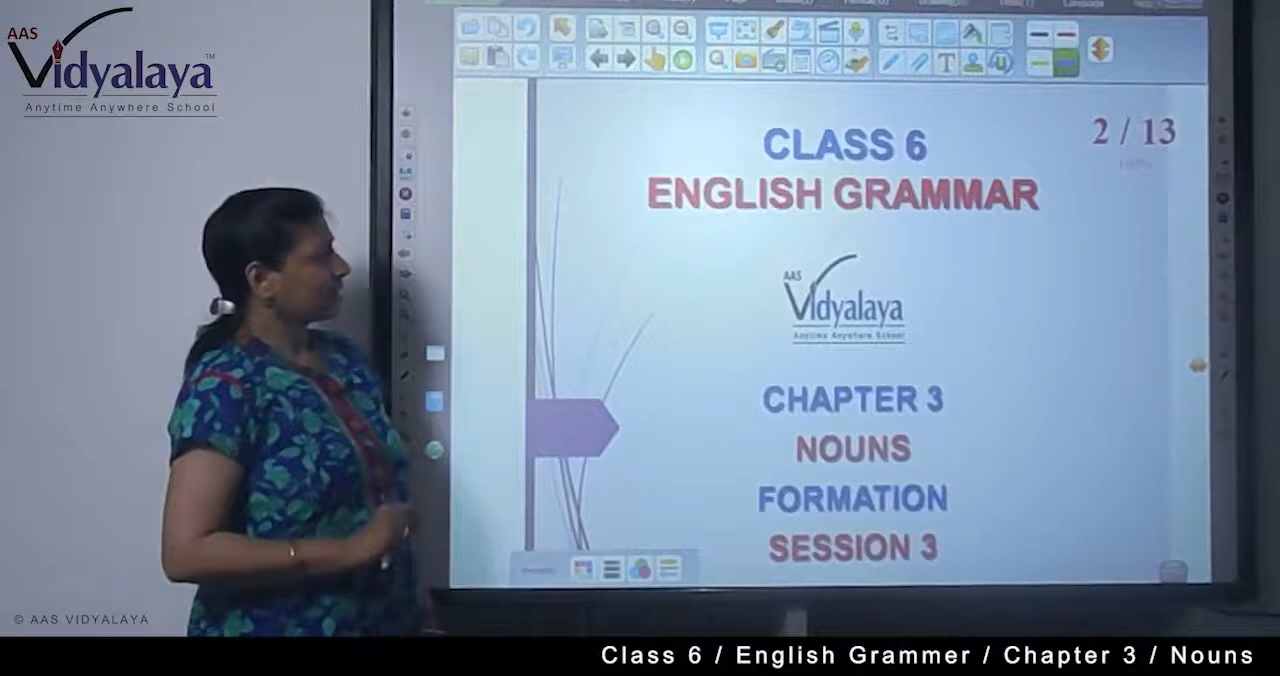 AAS
Vidyalaya™
Anytime Anywhere School
CLASS 6
2 / 13
ENGLISH GRAMMAR
AAS
Vidyalaya
Anytime Anywhere School
CHAPTER 3
NOUNS
FORMATION
SESSION 3
© AAS VIDYALAYA
Class 6 / English Grammer / Chapter 3 / Nouns